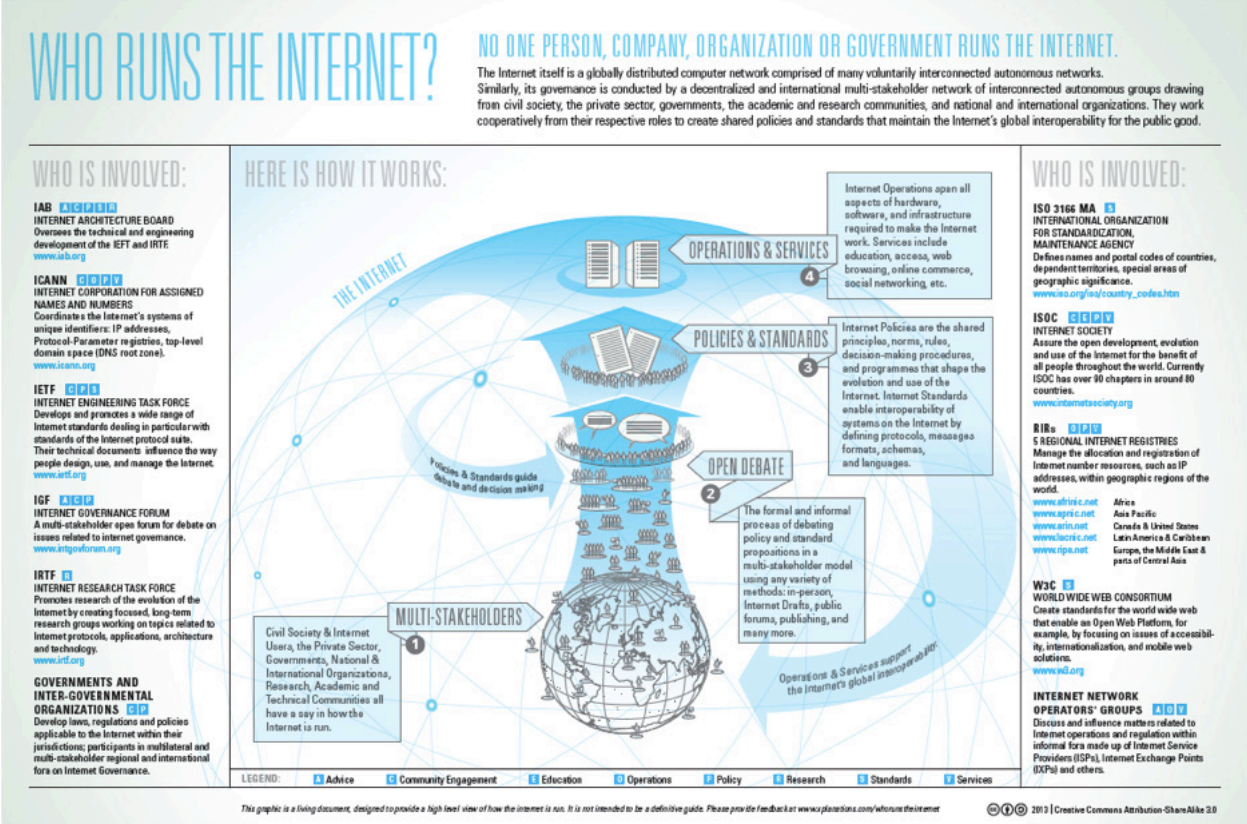 WHO RUNS THE INTERNET?
NO ONE PERSON, COMPANY, ORGANIZATION OR GOVERNMENT RUNS THE INTERNET.
The Internet itself is a globally distributed computer network comprised of many voluntarily interconnected autonomous networks.
Similarly, its governance is conducted by a decentralized and international multi-stakeholder network of interconnected autonomous groups drawing
from civil society, the private sector, governments, the academic and research communities, and national and international organizations. They work
cooperatively from their respective roles to create shared policies and standards that maintain the Internet's global interoperability for the public good.
WHO IS INVOLVED:
IAB A C P S R
INTERNET ARCHITECTURE BOARD
Oversees the technical and engineering
development of the IEFT and IRTF.
www.iab.org
ICANN C O P V
INTERNET CORPORATION FOR ASSIGNED
NAMES AND NUMBERS
Coordinates the Internet's systems of
unique identifiers: IP addresses,
Protocol-Parameter registries, top-level
domain space (DNS root zone).
www.icann.org
IETF C P S
INTERNET ENGINEERING TASK FORCE
Develops and promotes a wide range of
Internet standards dealing in particular with
standards of the Internet protocol suite.
Their technical documents influence the way
people design, use, and manage the Internet.
www.ietf.org
IGF A C P
INTERNET GOVERNANCE FORUM
A multi-stakeholder open forum for debate on
issues related to internet governance.
www.intgovforum.org
IRTF R
INTERNET RESEARCH TASK FORCE
Promotes research of the evolution of the
Internet by creating focused, long-term
research groups working on topics related to
Internet protocols, applications, architecture
and technology.
www.irtf.org
GOVERNMENTS AND
INTER-GOVERNMENTAL
ORGANIZATIONS C P
Develop laws, regulations and policies
applicable to the Internet within their
jurisdictions; participants in multilateral and
multi-stakeholder regional and international
fora on Internet Governance.
HERE IS HOW IT WORKS:
THE INTERNET
OPERATIONS & SERVICES
4
Internet Operations span all
aspects of hardware,
software, and infrastructure
required to make the Internet
work. Services include
education, access, web
browsing, online commerce,
social networking, etc.
POLICIES & STANDARDS
3
Internet Policies are the shared
principles, norms, rules,
decision-making procedures,
and programmes that shape the
evolution and use of the
Internet. Internet Standards
enable interoperability of
systems on the Internet by
defining protocols, messages
formats, schemas,
and languages.
Policies & Standards guide
debate and decision making
OPEN DEBATE
2
The formal and informal
process of debating
policy and standard
propositions in a
multi-stakeholder model
using any variety of
methods: in-person,
Internet Drafts, public
forums, publishing, and
many more.
MULTI-STAKEHOLDERS
1
Civil Society & Internet
Users, the Private Sector,
Governments, National &
International Organizations,
Research, Academic and
Technical Communities all
have a say in how the
Internet is run.
Operations & Services support
the Internet's global interoperability.
WHO IS INVOLVED:
ISO 3166 MA S
INTERNATIONAL ORGANIZATION
FOR STANDARDIZATION,
MAINTENANCE AGENCY
Defines names and postal codes of countries,
dependent territories, special areas of
geographic significance.
www.iso.org/iso/country_codes.htm
ISOC C E P V
INTERNET SOCIETY
Assure the open development, evolution
and use of the Internet for the benefit of
all people throughout the world. Currently
ISOC has over 90 chapters in around 80
countries.
www.internetsociety.org
RIRs O P V
5 REGIONAL INTERNET REGISTRIES
Manage the allocation and registration of
Internet number resources, such as IP
addresses, within geographic regions of the
world.
www.afrinic.net Africa
www.apnic.net Asia Pacific
www.arin.net Canada & United States
www.lacnic.net Latin America & Caribbean
www.ripe.net Europe, the Middle East &
parts of Central Asia
W3C S
WORLD WIDE WEB CONSORTIUM
Create standards for the world wide web
that enable an Open Web Platform, for
example, by focusing on issues of accessibil-
ity, internationalization, and mobile web
solutions.
www.w3.org
INTERNET NETWORK
OPERATORS' GROUPS A O V
Discuss and influence matters related to
Internet operations and regulation within
informal fora made up of Internet Service
Providers (ISPs), Internet Exchange Points
(IXPs) and others.
LEGEND: A Advice C Community Engagement E Education O Operations P Policy R Research S Standards V Services
This graphic is a living document, designed to provide a high level view of how the internet is run. It is not intended to be a definitive guide. Please provide feedback at www.xplanations.com/whorunstheinternet
cc 2013 | Creative Commons Attribution-ShareAlike 3.0